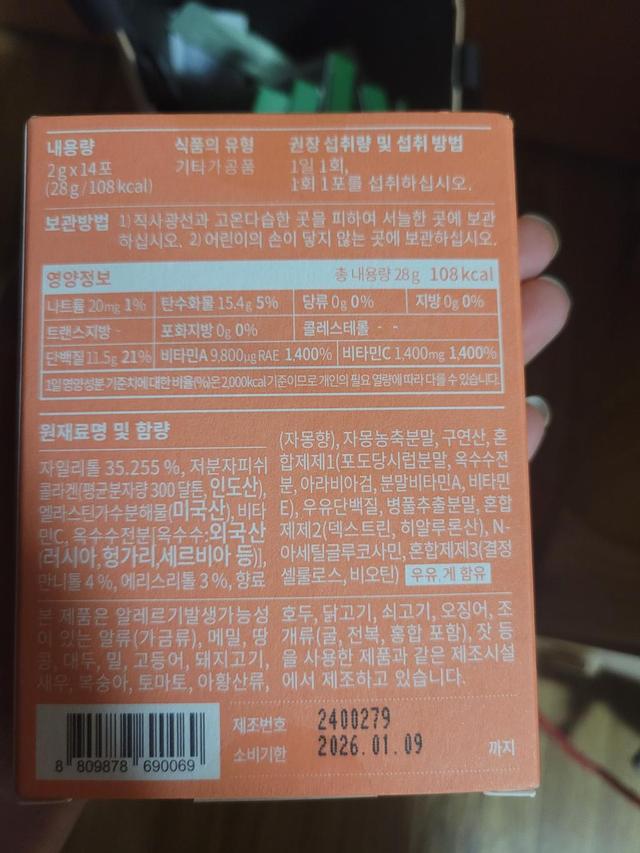 내용량
2g x 14포
(28g/108kcal)
식품의 유형
기타가공품
권장 섭취량 및 섭취 방법
1일 1회,
1회 1포를 섭취하십시오.
보관방법 1)직사광선과 고온다습한 곳을 피하여 서늘한 곳에 보관
하십시오. 2)어린이의 손이 닿지 않는 곳에 보관하십시오.
영양정보 총 내용량 28g 108kcal
나트륨 20mg 1% 탄수화물 15.4g 5% 당류 0g 0% 지방 0g 0%
트랜스지방 - 포화지방 0g 0% 콜레스테롤 - -
단백질 11.5g 21% 비타민A 9,800μg RAE 1,400% 비타민C 1,400mg 1,400%
1일 영양성분 기준치에 대한 비율(%)은 2,000kcal 기준이므로 개인의 필요 열량에 따라 다를 수 있습니다.
원재료명 및 함량
자일리톨 35.255 %, 저분자피쉬
콜라겐(평균분자량 300 달톤, 인도산),
엘라스틴가수분해물(미국산), 비타
민C, 옥수수전분[옥수수:외국산
(러시아,헝가리,세르비아 등)],
만니톨 4 %, 에리스리톨 3 %, 향료
(자몽향), 자몽농축분말, 구연산, 혼
합제제1(포도당시럽분말, 옥수수전
분, 아라비아검, 분말비타민A, 비타민
E), 우유단백질, 병풀추출분말, 혼합
제제2(덱스트린, 히알루론산), N-
아세틸글루코사민, 혼합제제3(결정
셀룰로스, 비오틴) 우유,게 함유
본 제품은 알레르기발생가능성
이 있는 알류(가금류), 메밀, 땅
콩, 대두, 밀, 고등어, 돼지고기,
새우, 복숭아, 토마토, 아황산류,
호두, 닭고기, 쇠고기, 오징어, 조
개류(굴, 전복, 홍합 포함), 잣 등
을 사용한 제품과 같은 제조시설
에서 제조하고 있습니다.
8 809878 690069
제조번호 2400279
소비기한 2026.01.09 까지